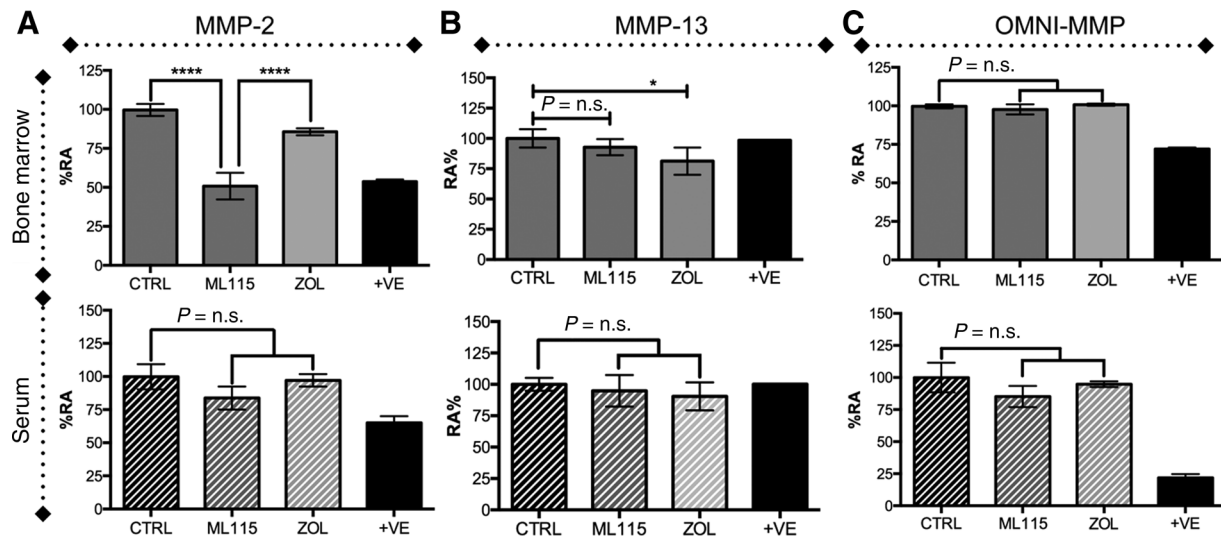 A
MMP-2
B
MMP-13
C
OMNI-MMP
Bone marrow
%RA
125
100
75
50
25
0
**** ****
CTRL ML115 ZOL +VE
RA%
150
125
100
75
50
25
0
*
P = n.s.
CTRL ML115 ZOL +VE
% RA
125
100
75
50
25
0
P = n.s.
CTRL ML115 ZOL +VE
Serum
%RA
150
125
100
75
50
25
0
P = n.s.
CTRL ML115 ZOL +VE
RA%
150
125
100
75
50
25
0
P = n.s.
CTRL ML115 ZOL +VE
%RA
150
125
100
75
50
25
0
P = n.s.
CTRL ML115 ZOL +VE